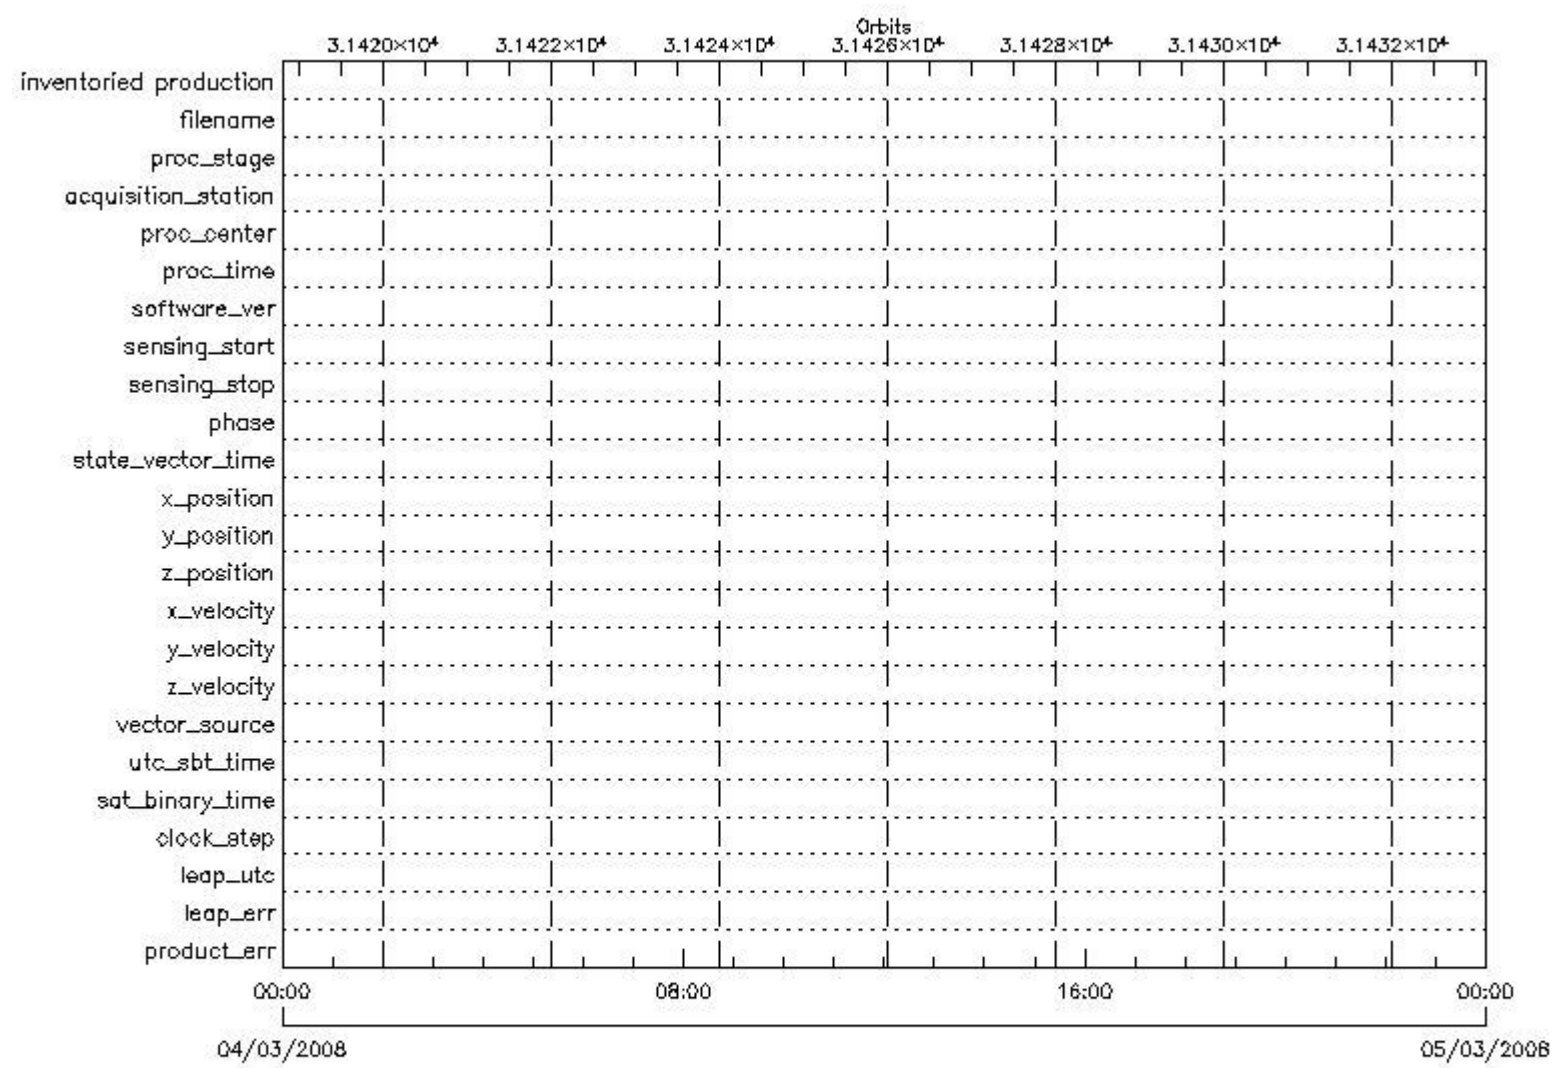 Orbits
3.1420×10⁴ 3.1422×10⁴ 3.1424×10⁴ 3.1426×10⁴ 3.1428×10⁴ 3.1430×10⁴ 3.1432×10⁴
inventoried production
filename
proc_stage
acquisition_station
proc_center
proc_time
software_ver
sensing_start
sensing_stop
phase
state_vector_time
x_position
y_position
z_position
x_velocity
y_velocity
z_velocity
vector_source
utc_sbt_time
sat_binary_time
clock_step
leap_utc
leap_err
product_err
00:00 08:00 16:00 00:00
04/03/2008 05/03/2008